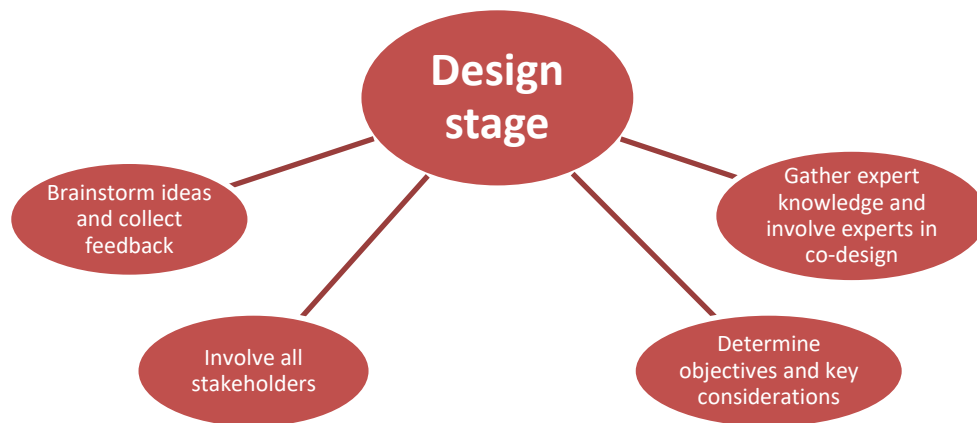 Design
stage
Brainstorm ideas
and collect
feedback
Gather expert
knowledge and
involve experts in
co-design
Involve all
stakeholders
Determine
objectives and key
considerations